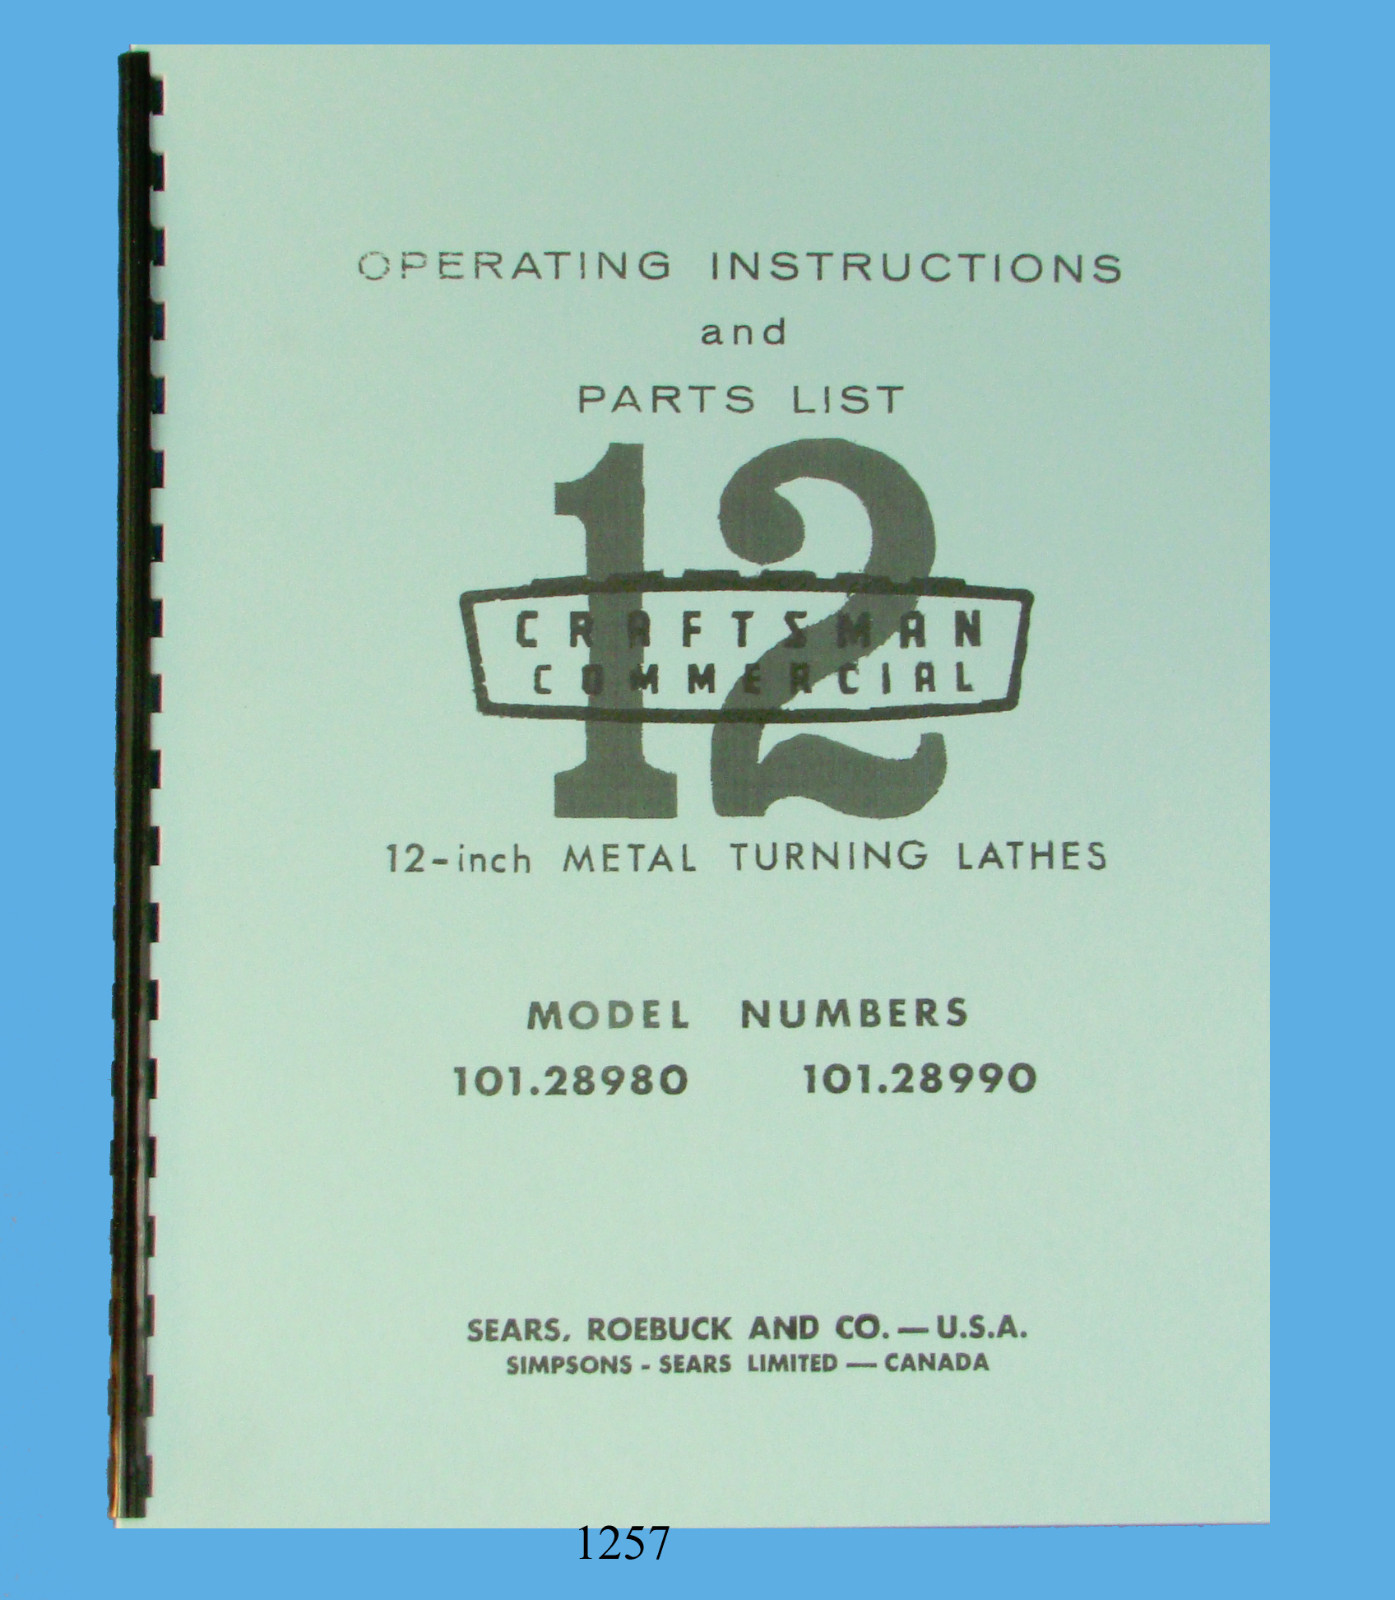 OPERATING INSTRUCTIONS
and
PARTS LIST
12
CRAFTSMAN
COMMERCIAL
12-inch METAL TURNING LATHES
MODEL NUMBERS
101.28980 101.28990
SEARS, ROEBUCK AND CO. — U.S.A.
SIMPSONS - SEARS LIMITED — CANADA
1257